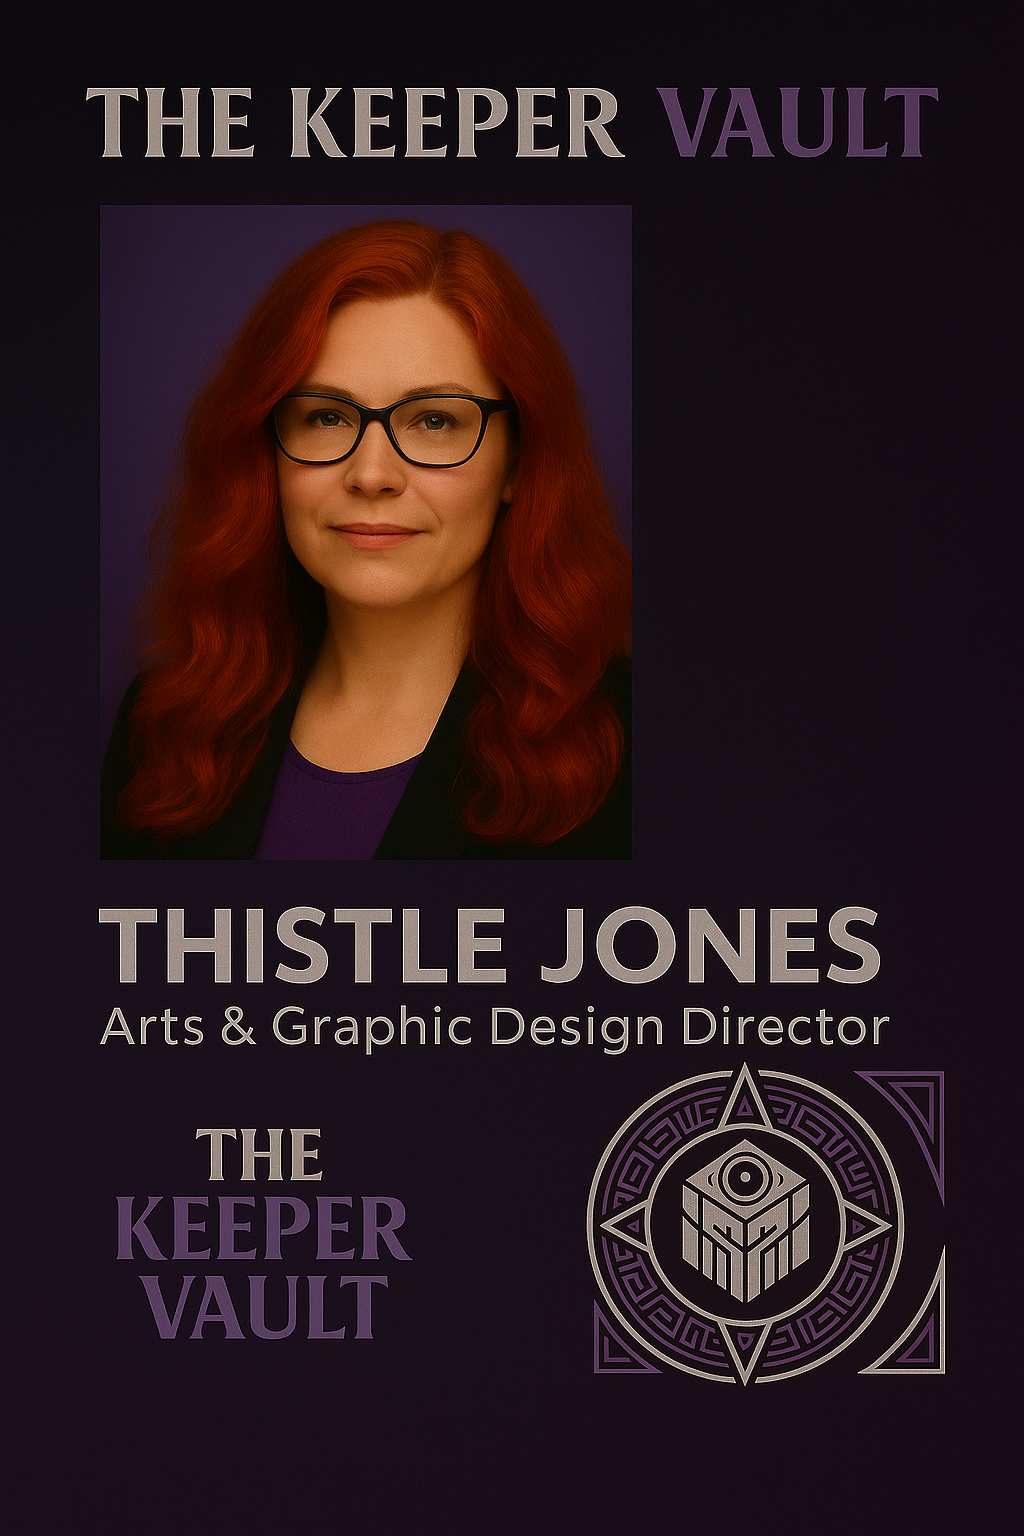 THE KEEPER VAULT
THISTLE JONES
Arts & Graphic Design Director
THE
KEEPER
VAULT